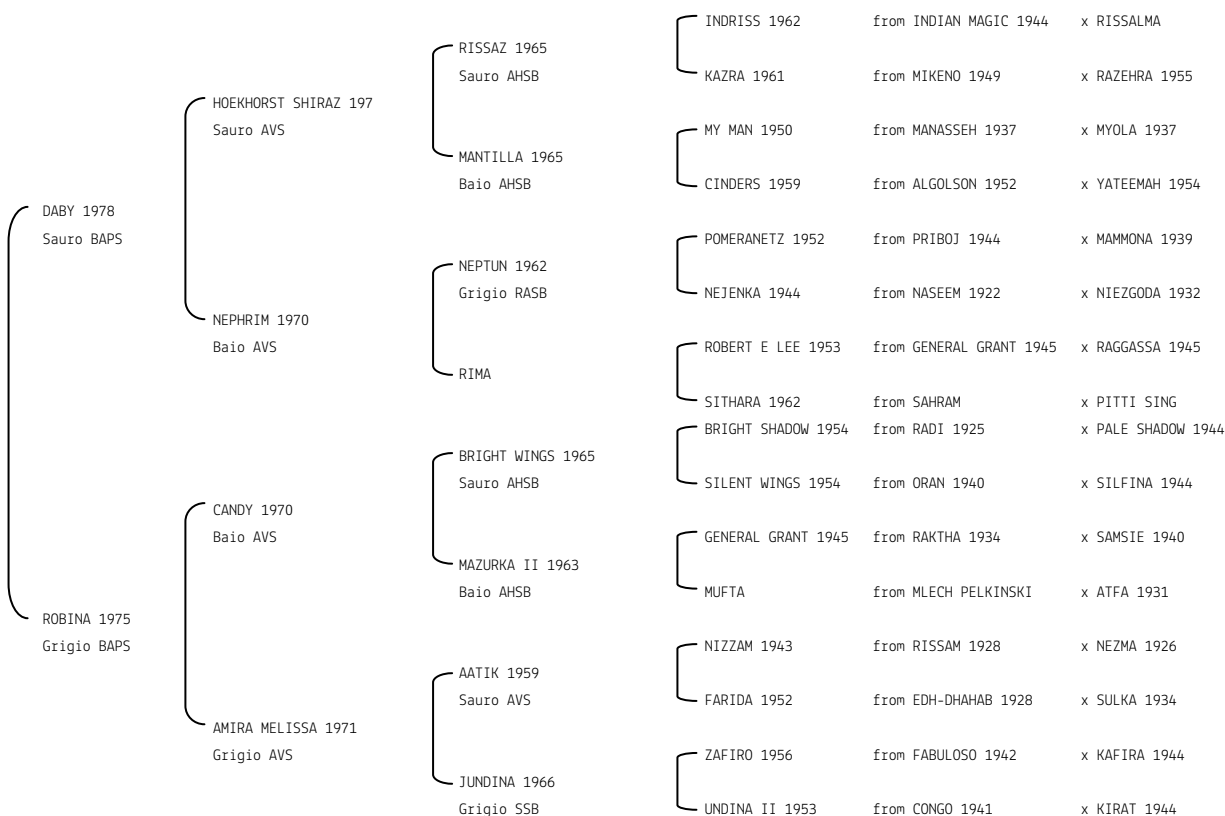 INDRISS 1962 from INDIAN MAGIC 1944 x RISSALMA
RISSAZ 1965
Sauro AHSB
KAZRA 1961 from MIKENO 1949 x RAZEHRA 1955
HOEKHORST SHIRAZ 197
Sauro AVS
MY MAN 1950 from MANASSEH 1937 x MYOLA 1937
MANTILLA 1965
Baio AHSB
CINDERS 1959 from ALGOLSON 1952 x YATEEMAH 1954
DABY 1978
Sauro BAPS
POMERANETZ 1952 from PRIBOJ 1944 x MAMMONA 1939
NEPTUN 1962
Grigio RASB
NEJENKA 1944 from NASEEM 1922 x NIEZGODA 1932
NEPHRIM 1970
Baio AVS
ROBERT E LEE 1953 from GENERAL GRANT 1945 x RAGGASSA 1945
RIMA
SITHARA 1962 from SAHRAM x PITTI SING
BRIGHT SHADOW 1954 from RADI 1925 x PALE SHADOW 1944
BRIGHT WINGS 1965
Sauro AHSB
SILENT WINGS 1954 from ORAN 1940 x SILFINA 1944
CANDY 1970
Baio AVS
GENERAL GRANT 1945 from RAKTHA 1934 x SAMSIE 1940
MAZURKA II 1963
Baio AHSB
MUFTA from MLECH PELKINSKI x ATFA 1931
ROBINA 1975
Grigio BAPS
NIZZAM 1943 from RISSAM 1928 x NEZMA 1926
AATIK 1959
Sauro AVS
FARIDA 1952 from EDH-DHAHAB 1928 x SULKA 1934
AMIRA MELISSA 1971
Grigio AVS
ZAFIRO 1956 from FABULOSO 1942 x KAFIRA 1944
JUNDINA 1966
Grigio SSB
UNDINA II 1953 from CONGO 1941 x KIRAT 1944